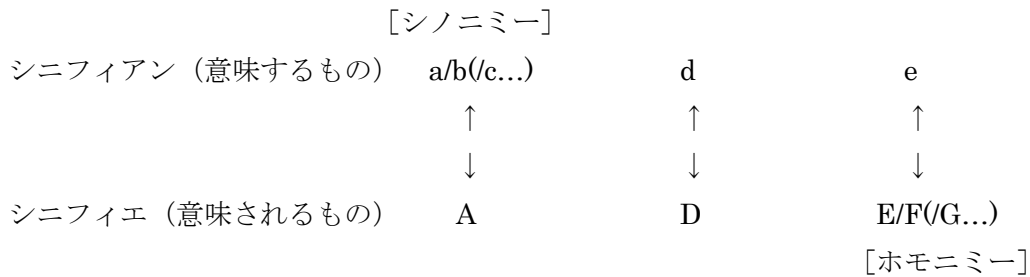 ［シノニミー］
シニフィアン（意味するもの） a/b(/c…) d e
↑ ↑ ↑
↓ ↓ ↓
シニフィエ（意味されるもの） A D E/F(/G…)
［ホモニミー］